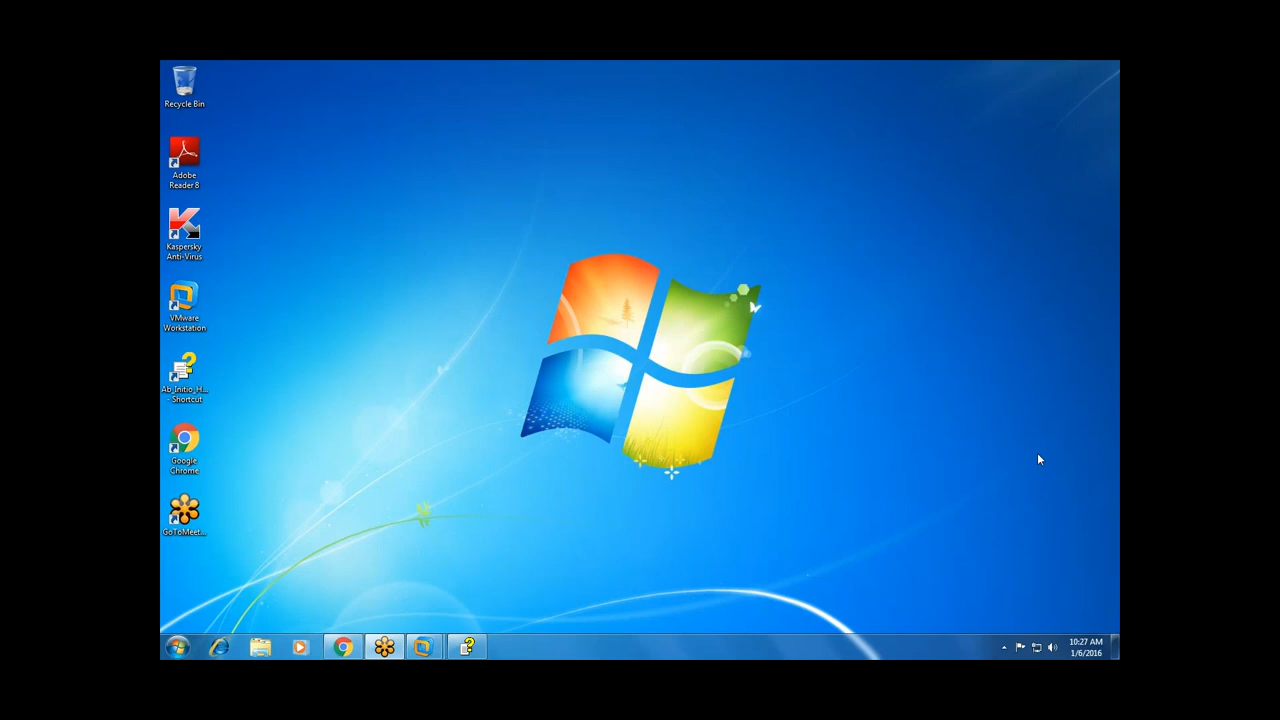 Recycle Bin
Adobe
Reader 8
Kaspersky
Anti-Virus
VMware
Workstation
Ab_Initio_H...
- Shortcut
Google
Chrome
GoToMeet...
10:27 AM
1/6/2016